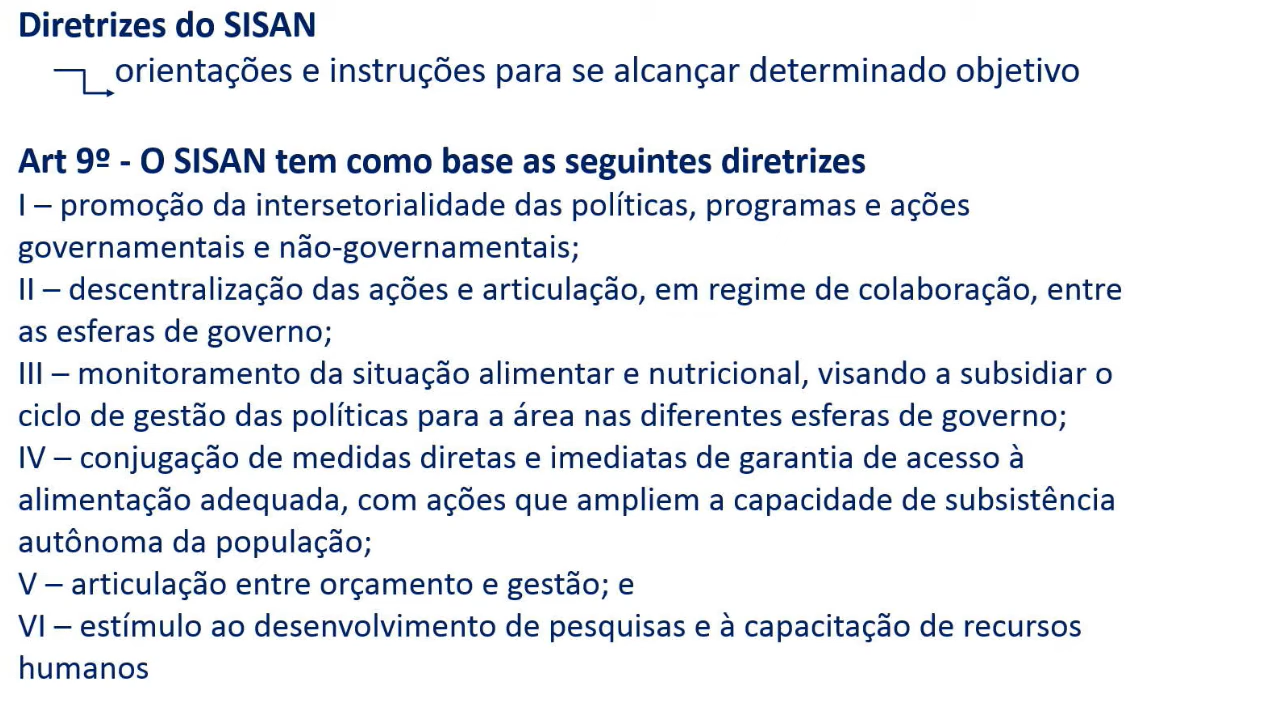 Diretrizes do SISAN
orientações e instruções para se alcançar determinado objetivo
Art 9º - O SISAN tem como base as seguintes diretrizes
I – promoção da intersetorialidade das políticas, programas e ações
governamentais e não-governamentais;
II – descentralização das ações e articulação, em regime de colaboração, entre
as esferas de governo;
III – monitoramento da situação alimentar e nutricional, visando a subsidiar o
ciclo de gestão das políticas para a área nas diferentes esferas de governo;
IV – conjugação de medidas diretas e imediatas de garantia de acesso à
alimentação adequada, com ações que ampliem a capacidade de subsistência
autônoma da população;
V – articulação entre orçamento e gestão; e
VI – estímulo ao desenvolvimento de pesquisas e à capacitação de recursos
humanos